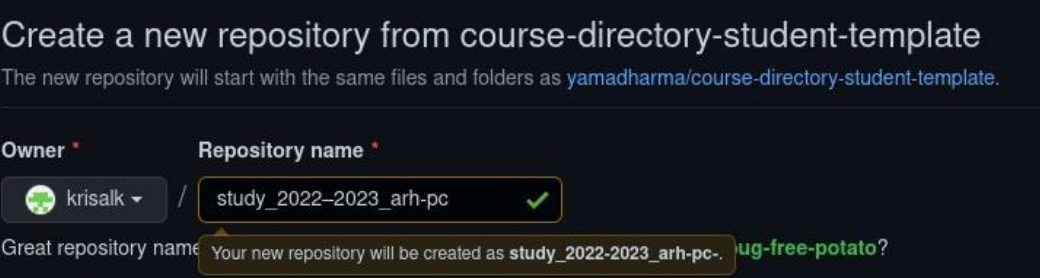 Create a new repository from course-directory-student-template
The new repository will start with the same files and folders as yamadharma/course-directory-student-template.
Owner * Repository name *
krisalk / study_2022–2023_arh-pc
Great repository name ug-free-potato?
Your new repository will be created as study_2022-2023_arh-pc-.